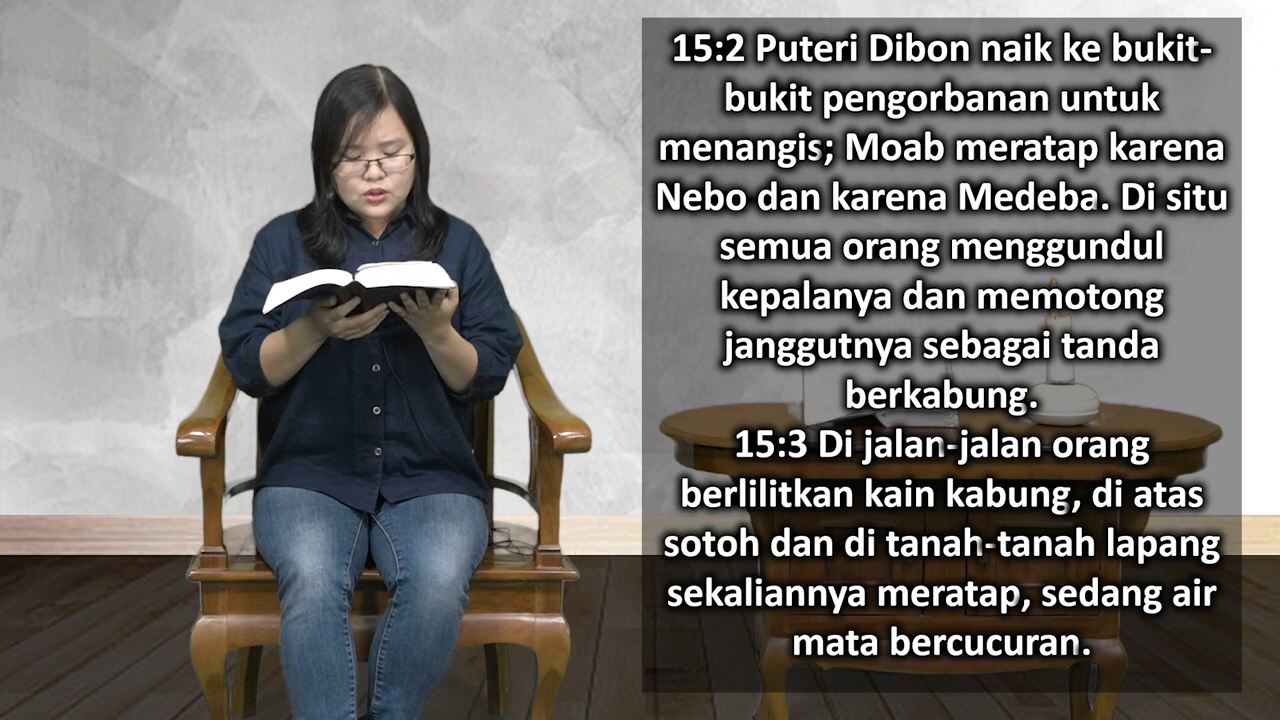 15:2 Puteri Dibon naik ke bukit-
bukit pengorbanan untuk
menangis; Moab meratap karena
Nebo dan karena Medeba. Di situ
semua orang menggundul
kepalanya dan memotong
janggutnya sebagai tanda
berkabung.
15:3 Di jalan-jalan orang
berlilitkan kain kabung, di atas
sotoh dan di tanah-tanah lapang
sekaliannya meratap, sedang air
mata bercucuran.